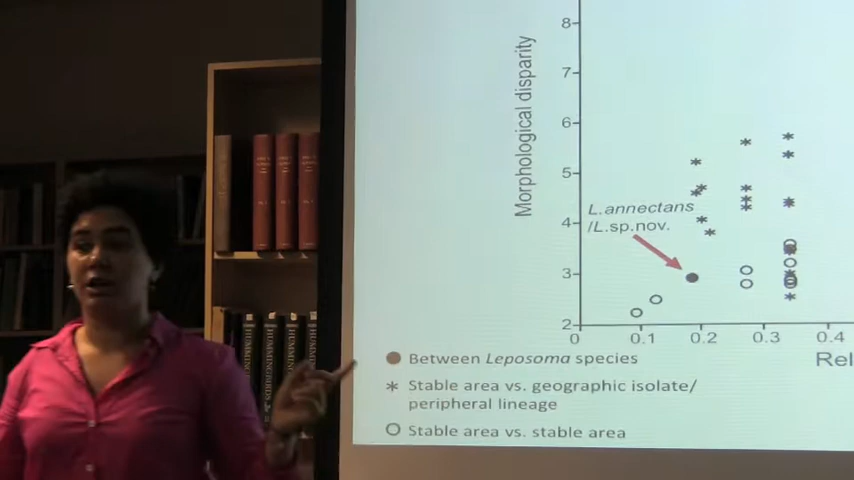 8
7
6
5
4
3
2
Morphological disparity
L.annectans
/L.sp.nov.
0 0.1 0.2 0.3 0.4
Rel
Between Leposoma species
Stable area vs. geographic isolate/
peripheral lineage
Stable area vs. stable area